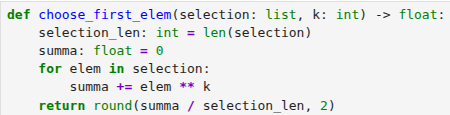 def choose_first_elem(selection: list, k: int) -> float:
    selection_len: int = len(selection)
    summa: float = 0
    for elem in selection:
        summa += elem ** k
    return round(summa / selection_len, 2)